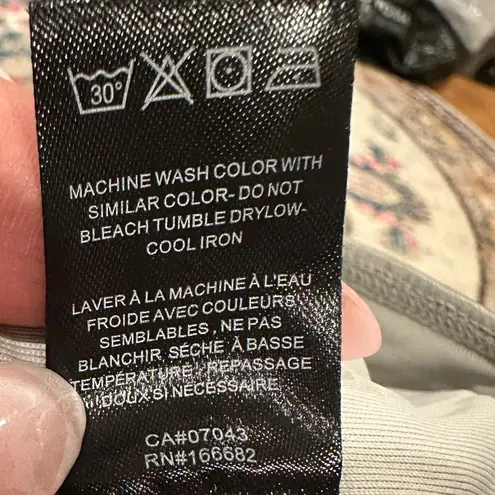 30°
MACHINE WASH COLOR WITH
SIMILAR COLOR- DO NOT
BLEACH TUMBLE DRYLOW-
COOL IRON
LAVER À LA MACHINE À L'EAU
FROIDE AVEC COULEURS
SEMBLABLES , NE PAS
BLANCHIR, SÉCHE À BASSE
TEMPÉRATURE, REPASSAGE
DOUX SI NÉCESSAIRE
CA#07043
RN#166682